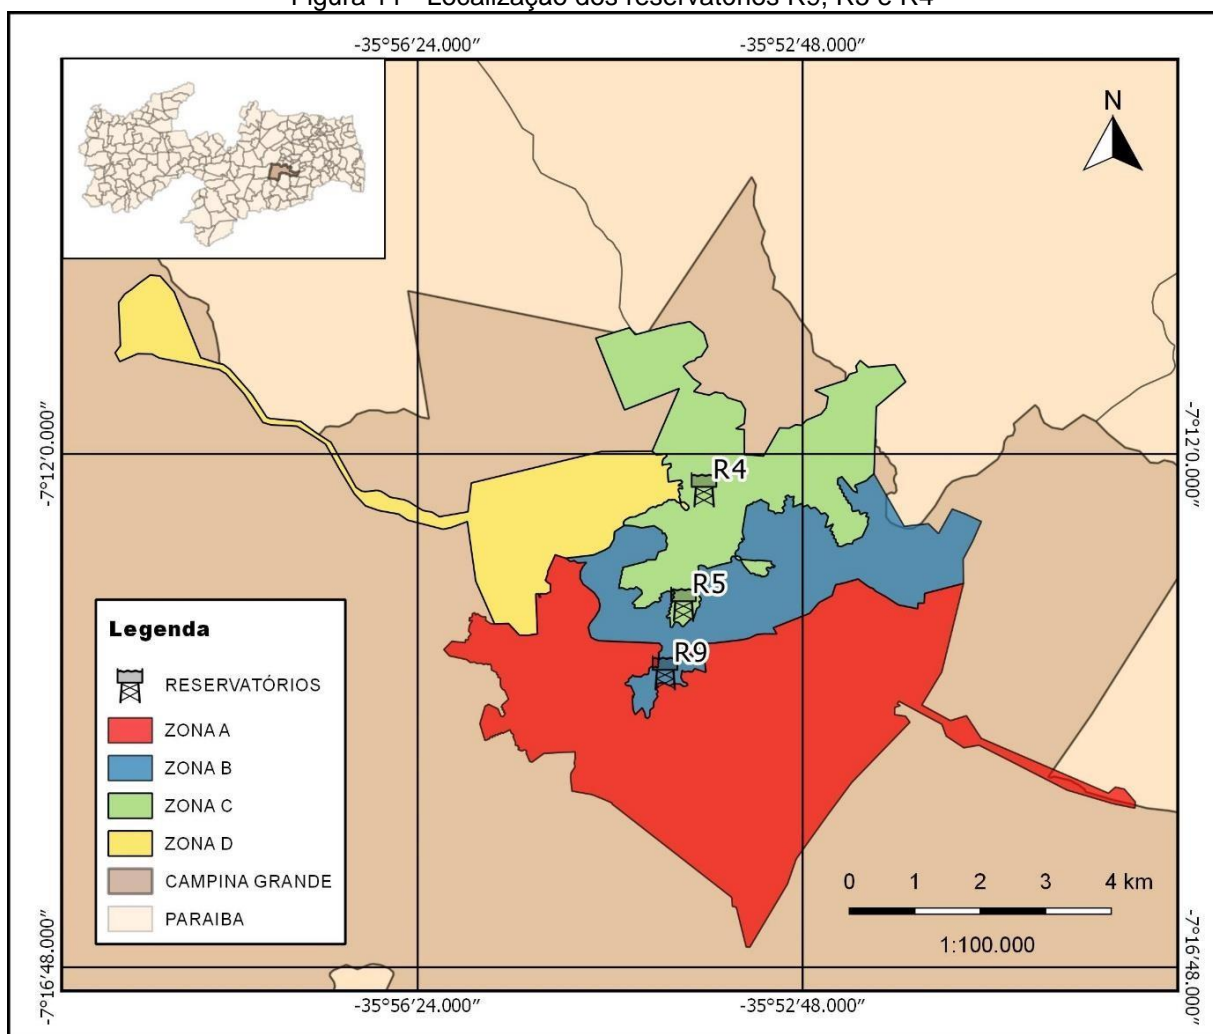 Figura 11 - Localização dos reservatórios R9, R5 e R4
-35°56'24.000" -35°52'48.000"
N
-7°12'0.000" -7°12'0.000"
R4
R5
R9
Legenda
RESERVATÓRIOS
ZONA A
ZONA B
ZONA C
ZONA D
CAMPINA GRANDE
PARAIBA
0 1 2 3 4 km
1:100.000
-7°16'48.000" -7°16'48.000"
-35°56'24.000" -35°52'48.000"